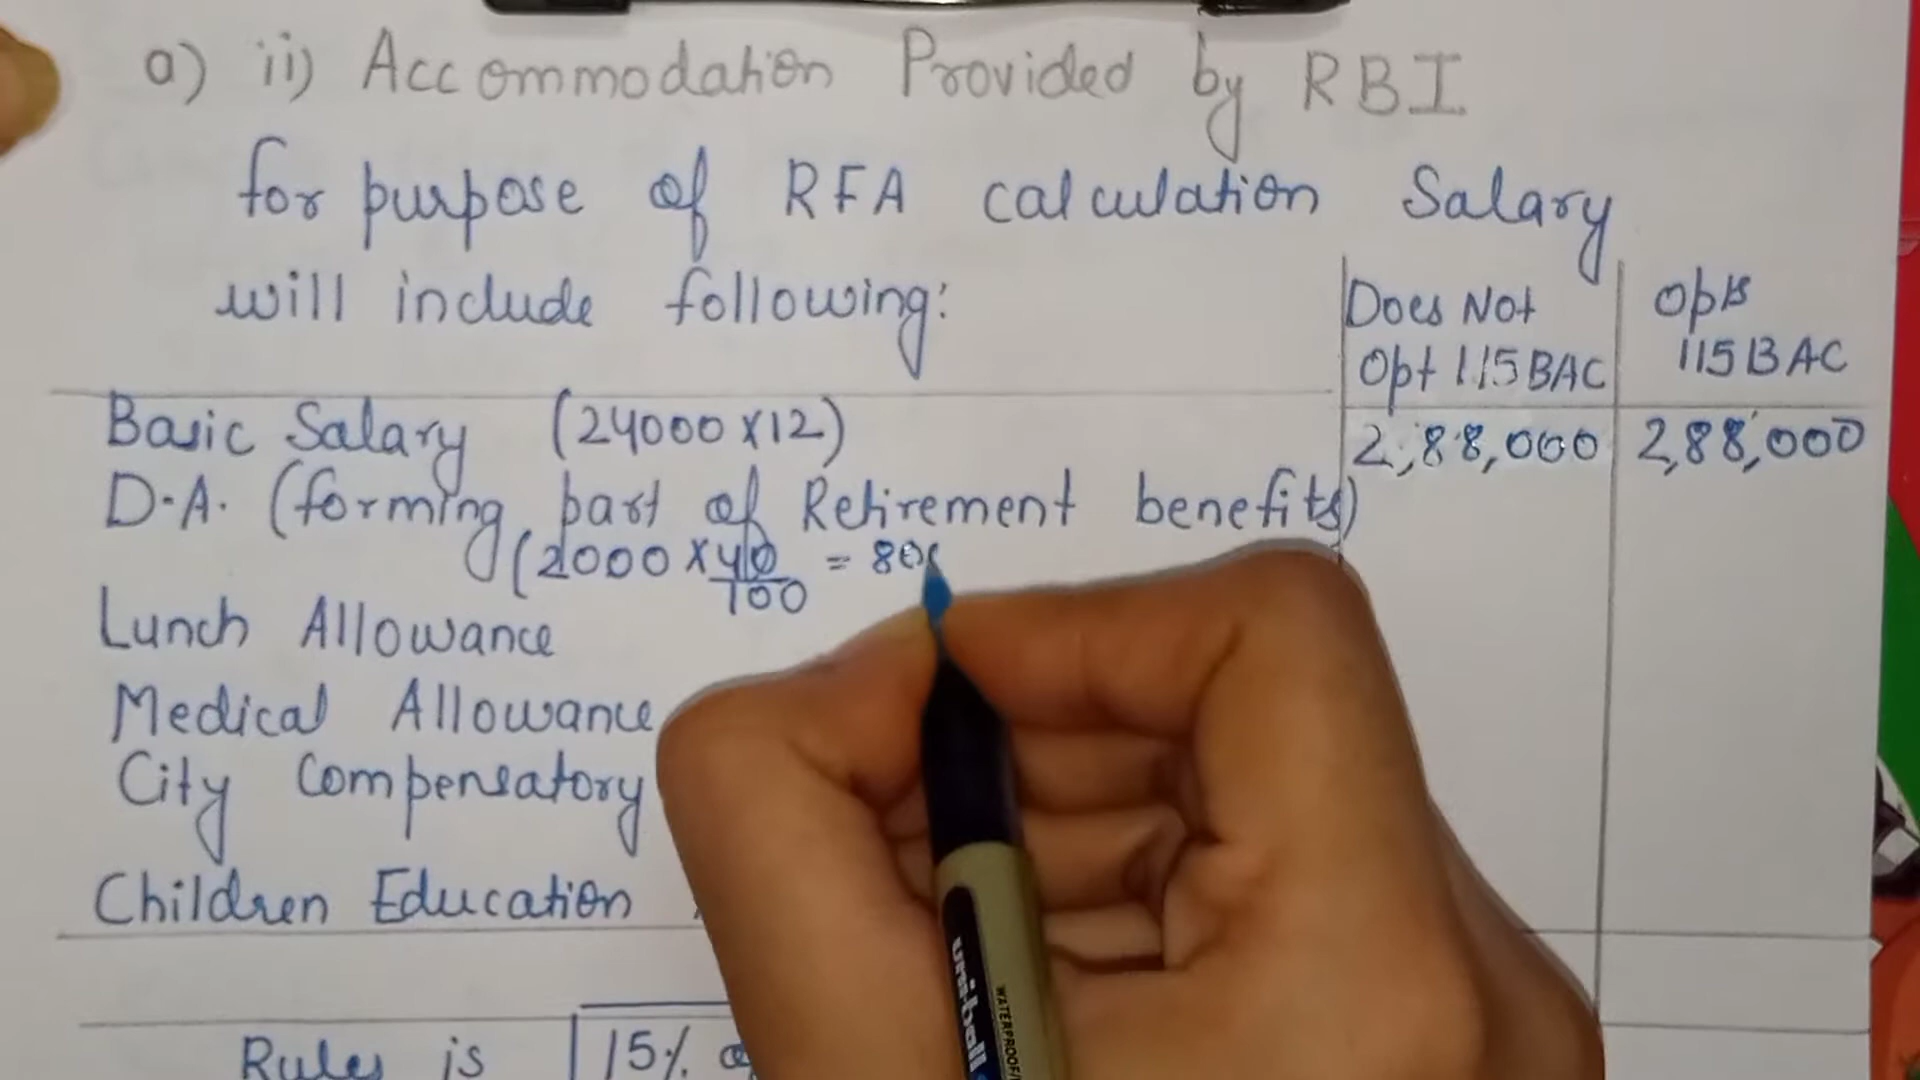 a) ii) Accommodation Provided by RBI
for purpose of RFA calculation Salary
will include following:
Does Not Opt 115BAC
Opts 115BAC
Basic Salary (24000x12) 2,88,000 2,88,000
D.A. (forming part of Retirement benefits)
(2000 x 40/100 = 80
Lunch Allowance
Medical Allowance
City Compensatory
Children Education
Rules is 15%
uniball
WATERPROOF/